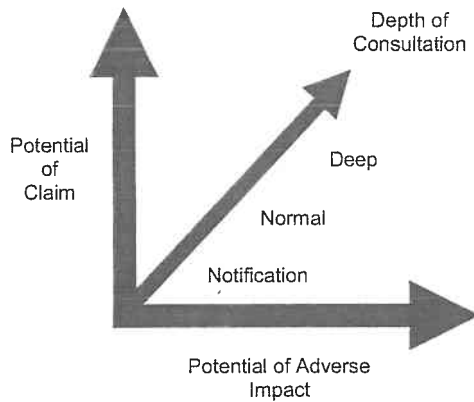 Depth of
Consultation
Potential
of
Claim
Deep
Normal
Notification
Potential of Adverse
Impact